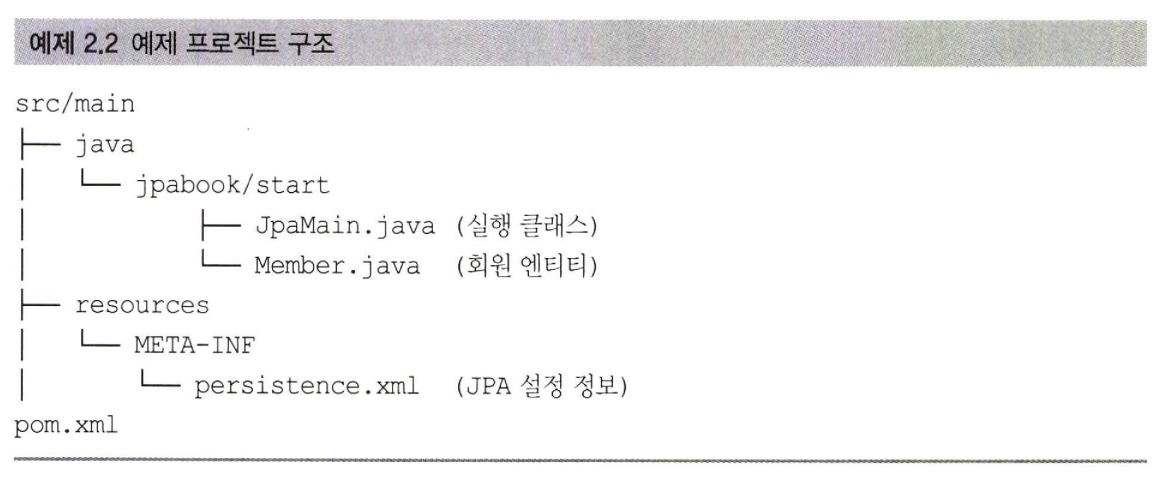 예제 2.2 예제 프로젝트 구조
src/main
├── java
│   └── jpabook/start
│           ├── JpaMain.java (실행 클래스)
│           └── Member.java (회원 엔티티)
├── resources
│   └── META-INF
│       └── persistence.xml (JPA 설정 정보)
pom.xml